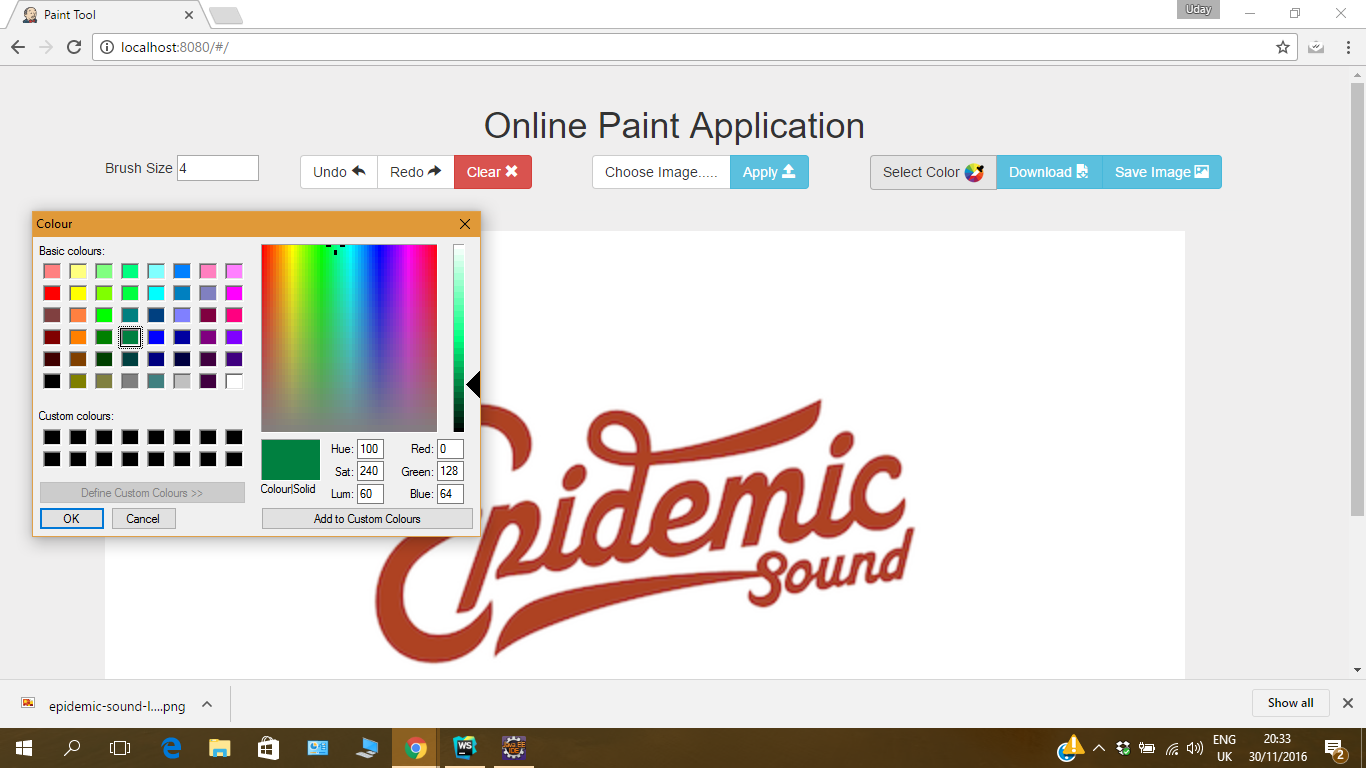 Uday
Paint Tool
localhost:8080/#/
Online Paint Application
Brush Size 4
Undo
Redo
Clear
Choose Image.....
Apply
Select Color
Download
Save Image
Colour
Basic colours:
Custom colours:
Define Custom Colours >>
OK
Cancel
Colour|Solid
Hue: 100
Sat: 240
Lum: 60
Red: 0
Green: 128
Blue: 64
Add to Custom Colours
Epidemic
Sound
epidemic-sound-l....png
Show all
WS
ENG
UK
20:33
30/11/2016
2